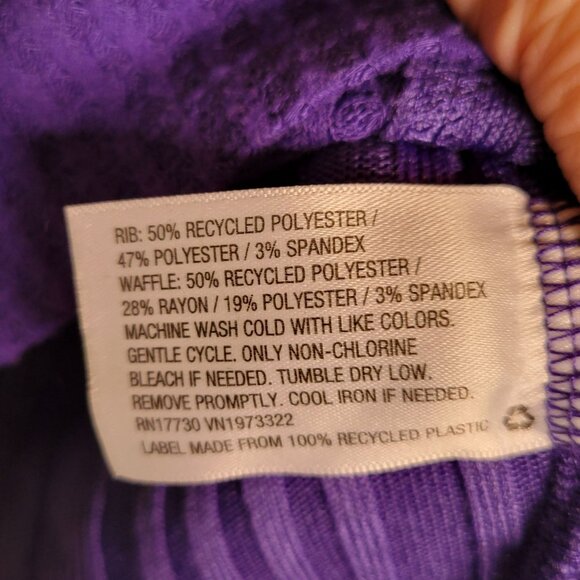 RIB: 50% RECYCLED POLYESTER /
47% POLYESTER / 3% SPANDEX
WAFFLE: 50% RECYCLED POLYESTER /
28% RAYON / 19% POLYESTER / 3% SPANDEX
MACHINE WASH COLD WITH LIKE COLORS.
GENTLE CYCLE. ONLY NON-CHLORINE
BLEACH IF NEEDED. TUMBLE DRY LOW.
REMOVE PROMPTLY. COOL IRON IF NEEDED.
RN17730 VN1973322
LABEL MADE FROM 100% RECYCLED PLASTIC